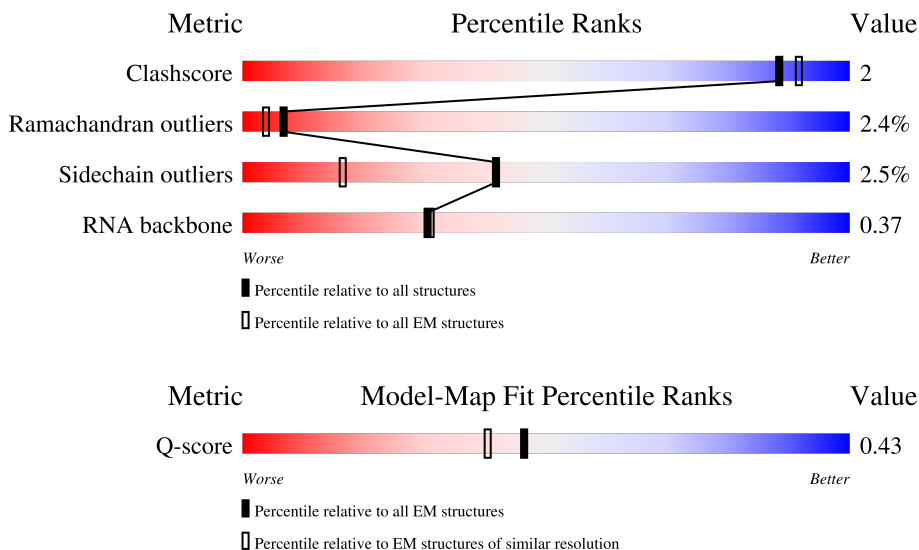 Metric Percentile Ranks Value
Clashscore 2
Ramachandran outliers 2.4%
Sidechain outliers 2.5%
RNA backbone 0.37
Worse Better
Percentile relative to all structures
Percentile relative to all EM structures
Metric Model-Map Fit Percentile Ranks Value
Q-score 0.43
Worse Better
Percentile relative to all EM structures
Percentile relative to EM structures of similar resolution